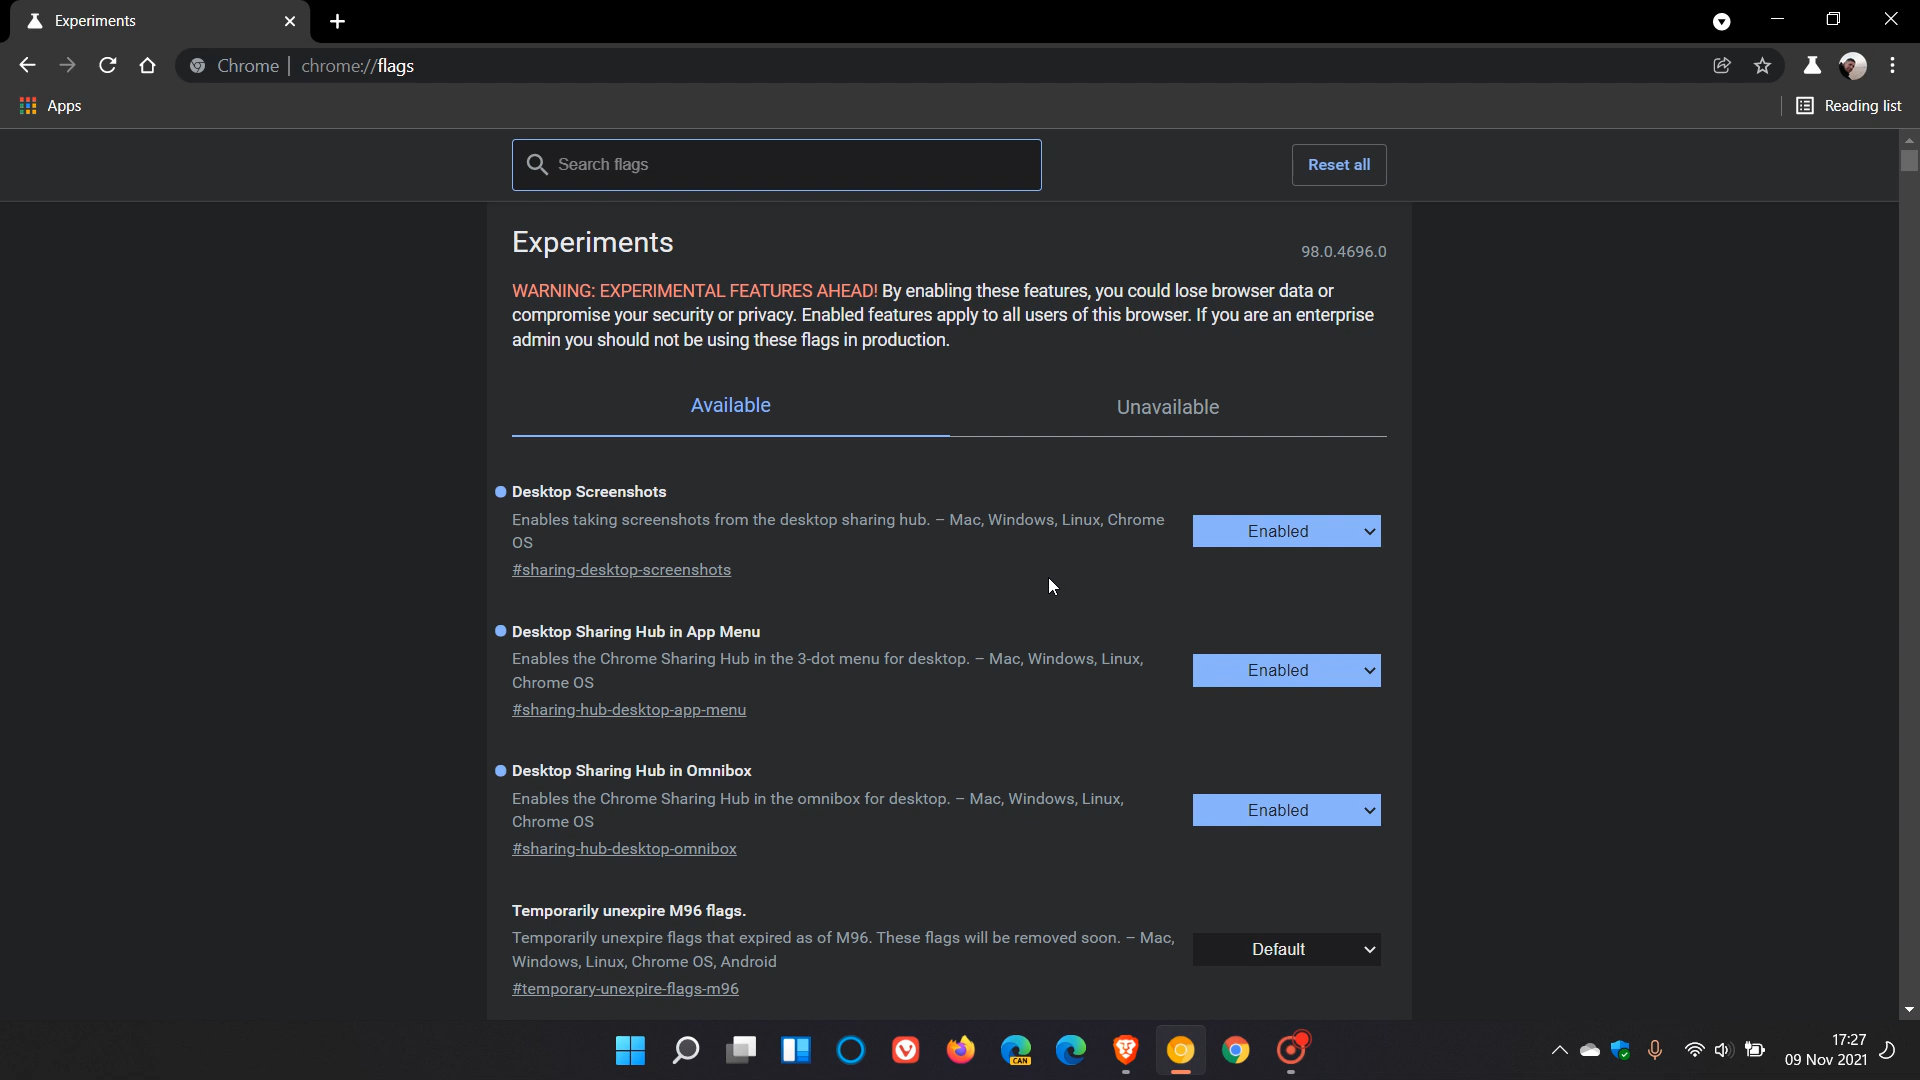 Experiments
Chrome | chrome://flags
Apps
Reading list
Search flags
Reset all
Experiments
98.0.4696.0
WARNING: EXPERIMENTAL FEATURES AHEAD! By enabling these features, you could lose browser data or
compromise your security or privacy. Enabled features apply to all users of this browser. If you are an enterprise
admin you should not be using these flags in production.
Available
Unavailable
Desktop Screenshots
Enables taking screenshots from the desktop sharing hub. – Mac, Windows, Linux, Chrome
OS
Enabled
#sharing-desktop-screenshots
Desktop Sharing Hub in App Menu
Enables the Chrome Sharing Hub in the 3-dot menu for desktop. – Mac, Windows, Linux,
Chrome OS
Enabled
#sharing-hub-desktop-app-menu
Desktop Sharing Hub in Omnibox
Enables the Chrome Sharing Hub in the omnibox for desktop. – Mac, Windows, Linux,
Chrome OS
Enabled
#sharing-hub-desktop-omnibox
Temporarily unexpire M96 flags.
Temporarily unexpire flags that expired as of M96. These flags will be removed soon. – Mac,
Windows, Linux, Chrome OS, Android
Default
#temporary-unexpire-flags-m96
CAN
17:27
09 Nov 2021